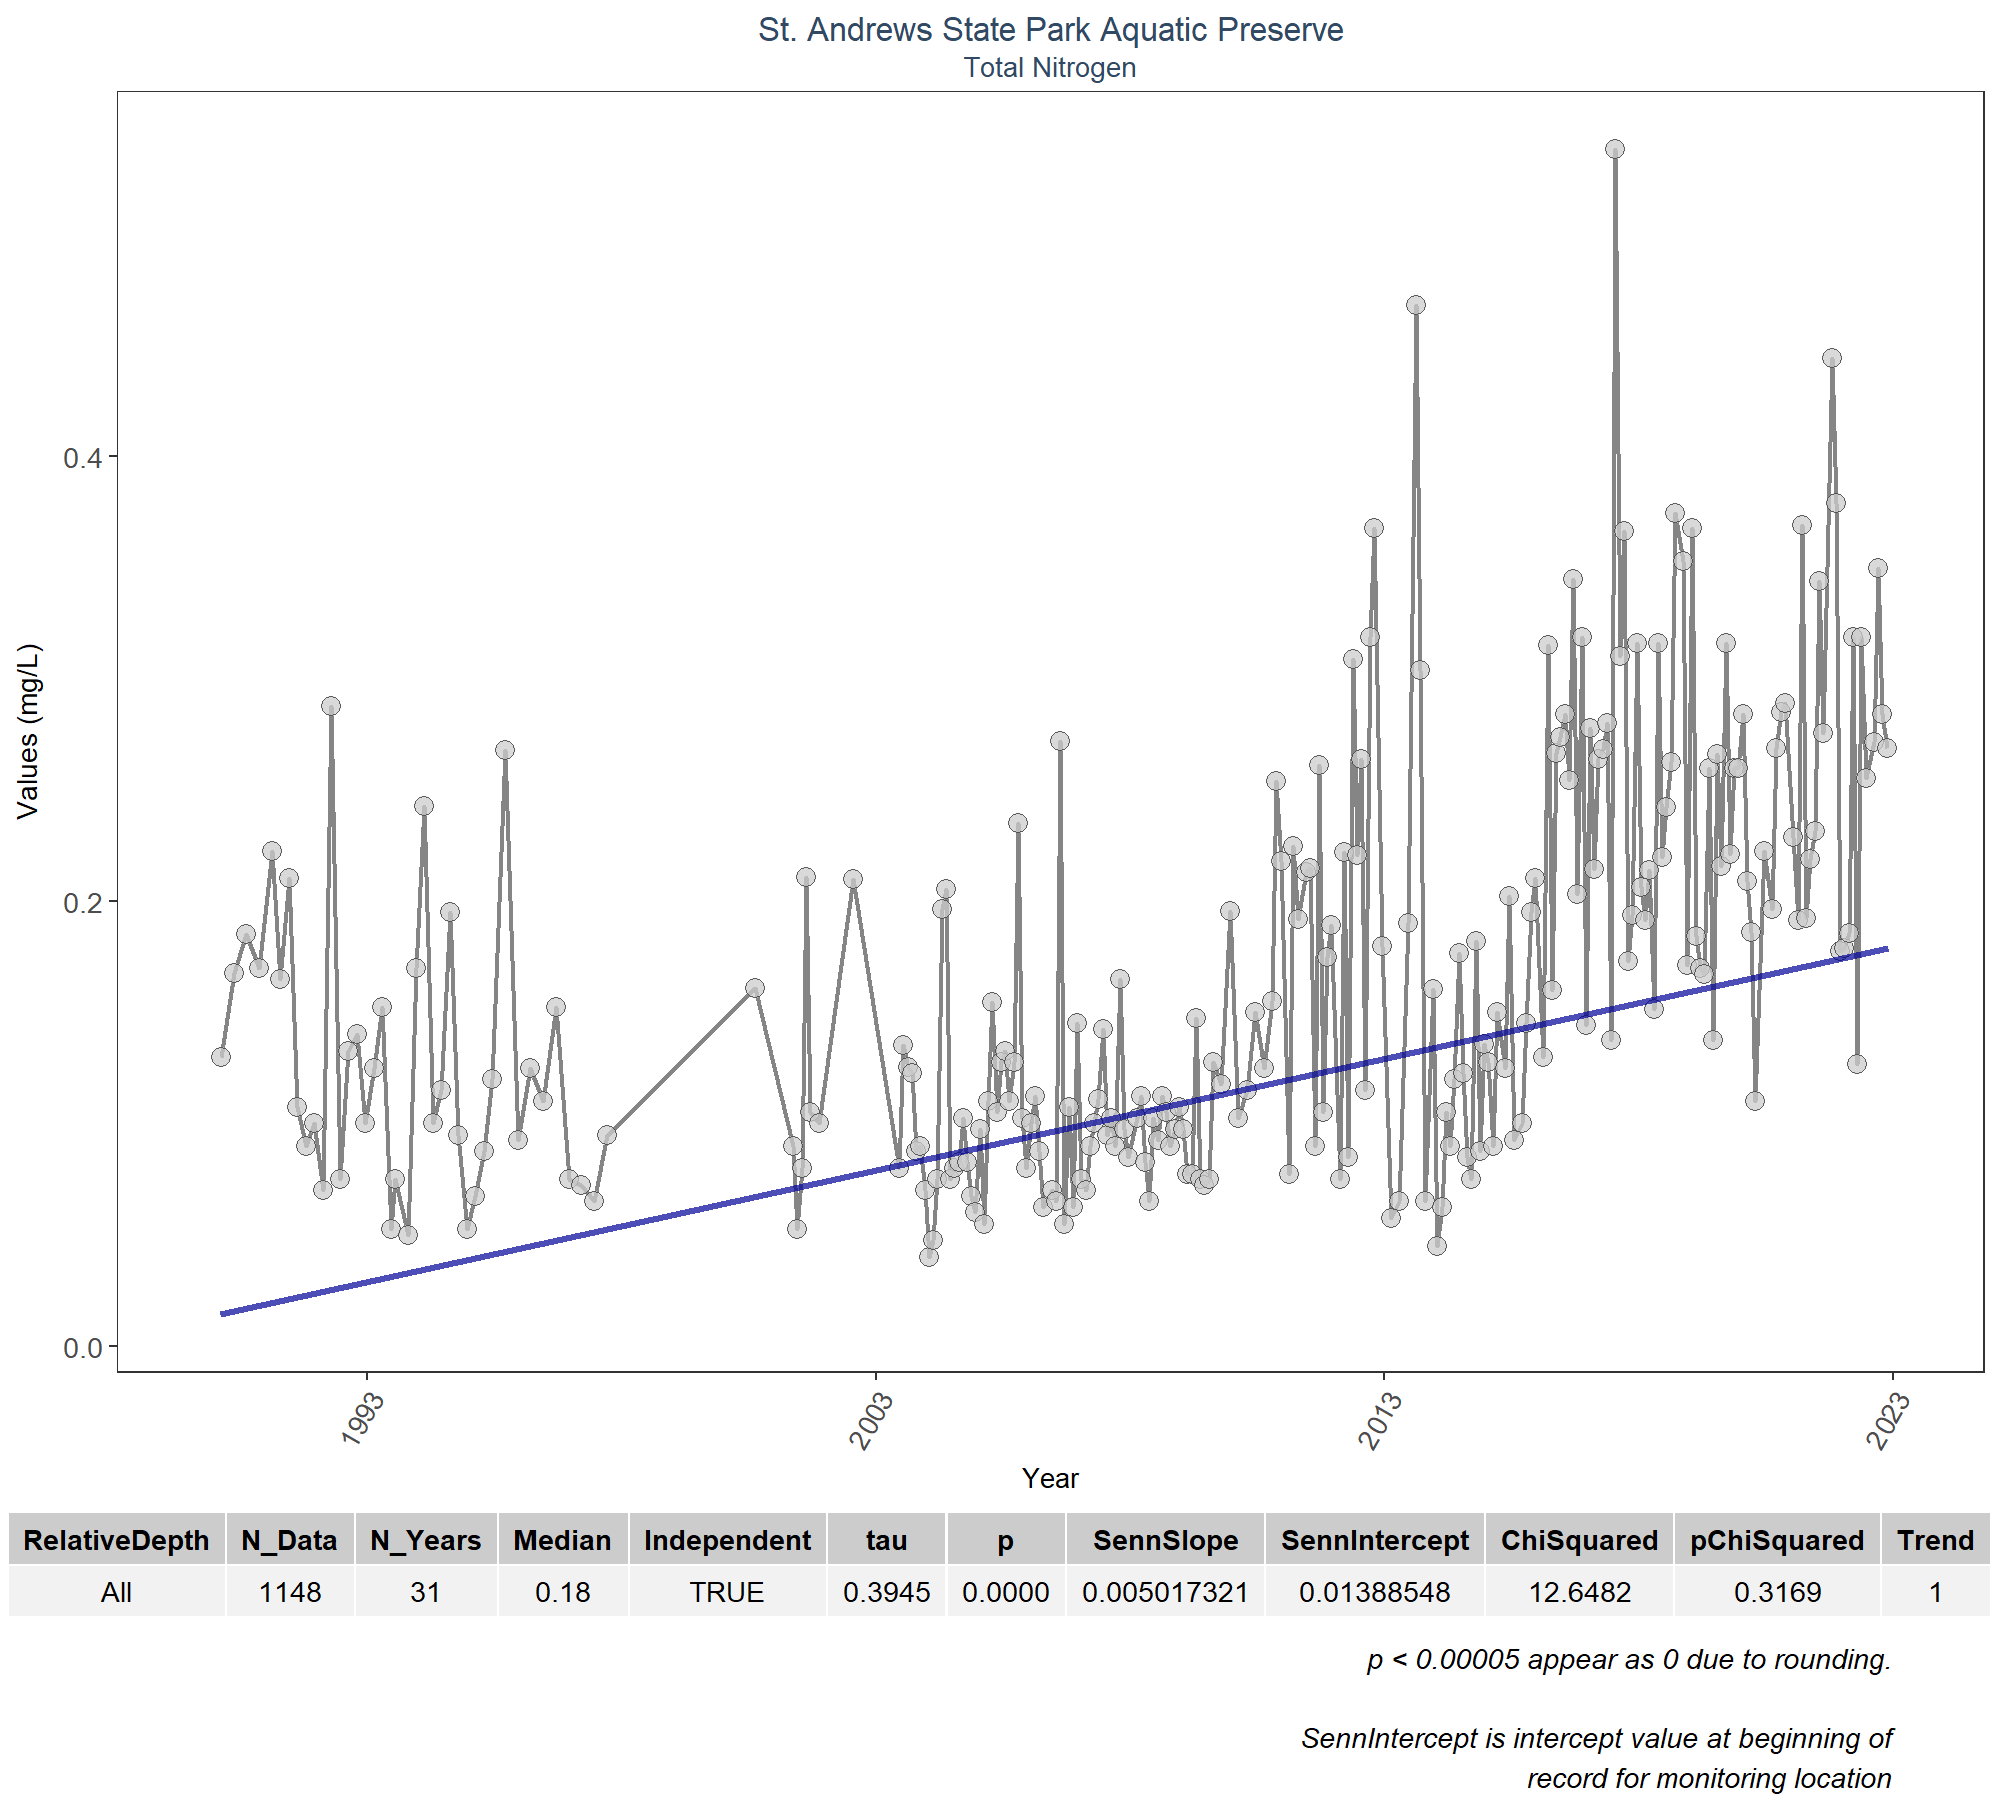 St. Andrews State Park Aquatic Preserve
Total Nitrogen
Values (mg/L)
0.4
0.2
0.0
1993 2003 2013 2023
Year
RelativeDepth N_Data N_Years Median Independent tau p SennSlope SennIntercept ChiSquared pChiSquared Trend
All 1148 31 0.18 TRUE 0.3945 0.0000 0.005017321 0.01388548 12.6482 0.3169 1
p < 0.00005 appear as 0 due to rounding.
SennIntercept is intercept value at beginning of
record for monitoring location